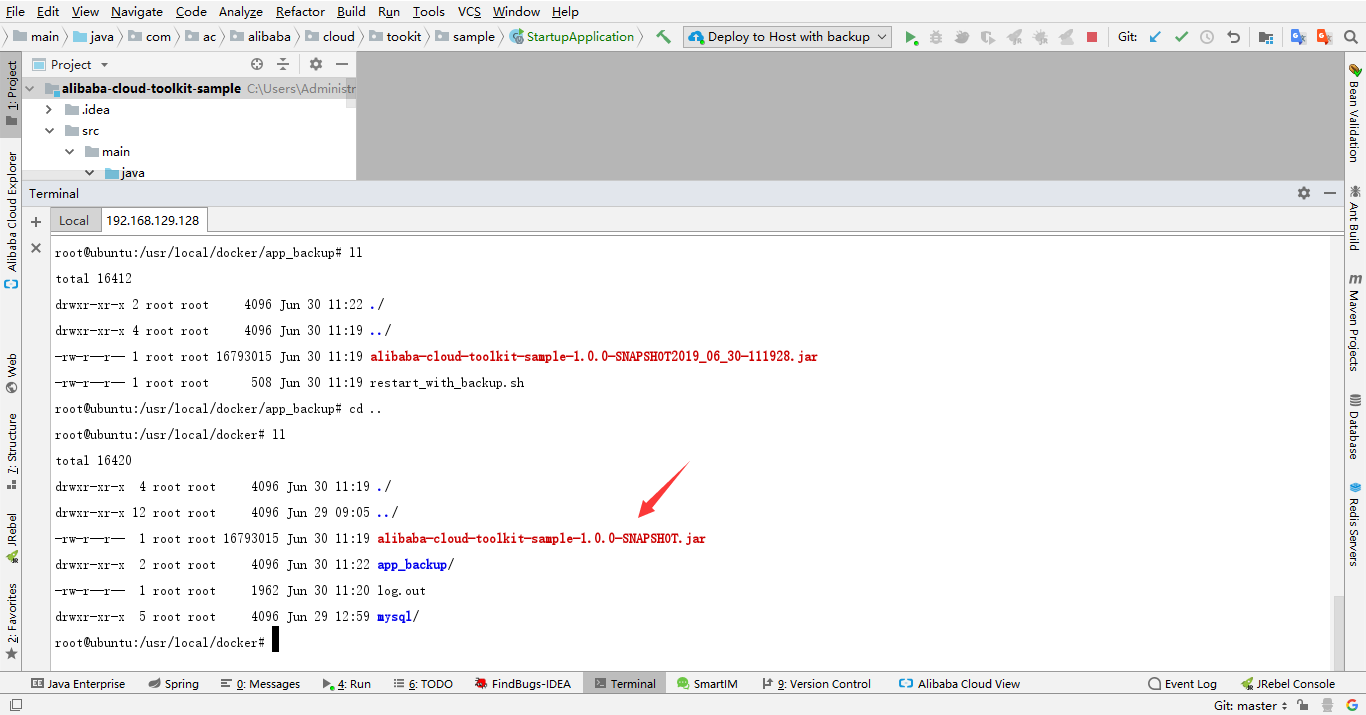 File Edit View Navigate Code Analyze Refactor Build Run Tools VCS Window Help
main java com ac alibaba cloud tookit sample StartupApplication Deploy to Host with backup Git:
1: Project
Alibaba Cloud Explorer
Web
7: Structure
JRebel
2: Favorites
Project
alibaba-cloud-toolkit-sample C:\Users\Administr
.idea
src
main
java
Terminal
Local 192.168.129.128
root@ubuntu:/usr/local/docker/app_backup# ll
total 16412
drwxr-xr-x 2 root root 4096 Jun 30 11:22 ./
drwxr-xr-x 4 root root 4096 Jun 30 11:19 ../
-rw-r--r-- 1 root root 16793015 Jun 30 11:19 alibaba-cloud-toolkit-sample-1.0.0-SNAPSHOT2019_06_30-111928.jar
-rw-r--r-- 1 root root 508 Jun 30 11:19 restart_with_backup.sh
root@ubuntu:/usr/local/docker/app_backup# cd ..
root@ubuntu:/usr/local/docker# ll
total 16420
drwxr-xr-x 4 root root 4096 Jun 30 11:19 ./
drwxr-xr-x 12 root root 4096 Jun 29 09:05 ../
-rw-r--r-- 1 root root 16793015 Jun 30 11:19 alibaba-cloud-toolkit-sample-1.0.0-SNAPSHOT.jar
drwxr-xr-x 2 root root 4096 Jun 30 11:22 app_backup/
-rw-r--r-- 1 root root 1962 Jun 30 11:20 log.out
drwxr-xr-x 5 root root 4096 Jun 29 12:59 mysql/
root@ubuntu:/usr/local/docker#
Bean Validation
Ant Build
Maven Projects
Database
Redis Servers
Java Enterprise Spring 0: Messages 4: Run 6: TODO FindBugs-IDEA Terminal SmartIM 9: Version Control Alibaba Cloud View Event Log JRebel Console
Git: master